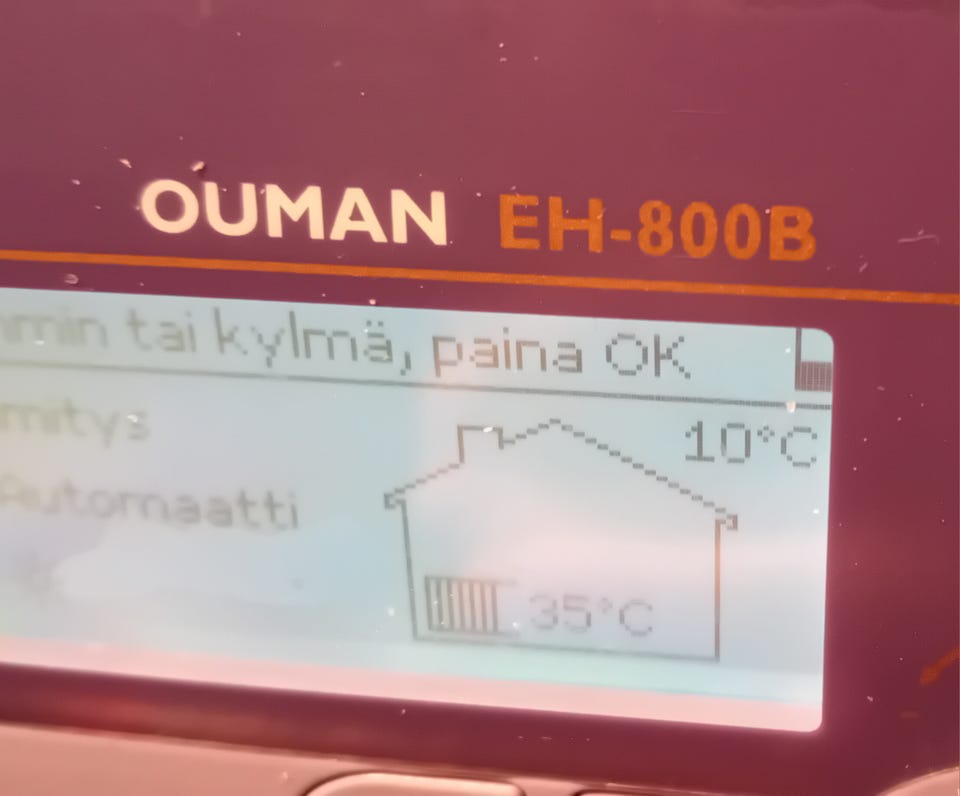 OUMAN EH-800B
mmin tai kylmä, paina OK
10°C
mitys
Automaatti
35°C